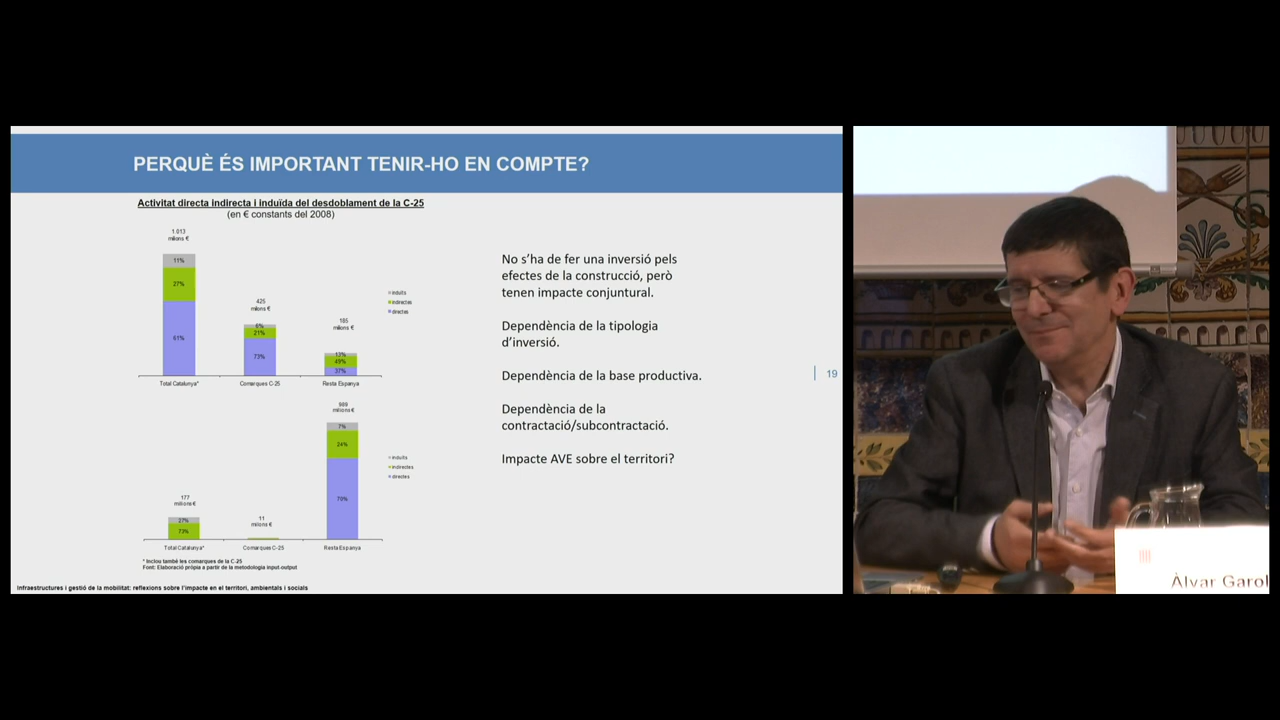 PERQUÈ ÉS IMPORTANT TENIR-HO EN COMPTE?
Activitat directa indirecta i induïda del desdoblament de la C-25
(en € constants del 2008)
1.013
milions €
11%
27%
61%
425
milions €
6%
21%
73%
185
milions €
13%
49%
37%
induïts
indirectes
directes
Total Catalunya*
Comarques C-25
Resta Espanya
177
milions €
27%
73%
11
milions €
989
milions €
7%
24%
70%
induïts
indirectes
directes
Total Catalunya*
Comarques C-25
Resta Espanya
* Inclou també les comarques de la C-25
Font: Elaboració pròpia a partir de la metodologia input-output
No s’ha de fer una inversió pels
efectes de la construcció, però
tenen impacte conjuntural.
Dependència de la tipologia
d’inversió.
Dependència de la base productiva.
Dependència de la
contractació/subcontractació.
Impacte AVE sobre el territori?
19
Infraestructures i gestió de la mobilitat: reflexions sobre l’impacte en el territori, ambientals i socials
Àlvar Garol